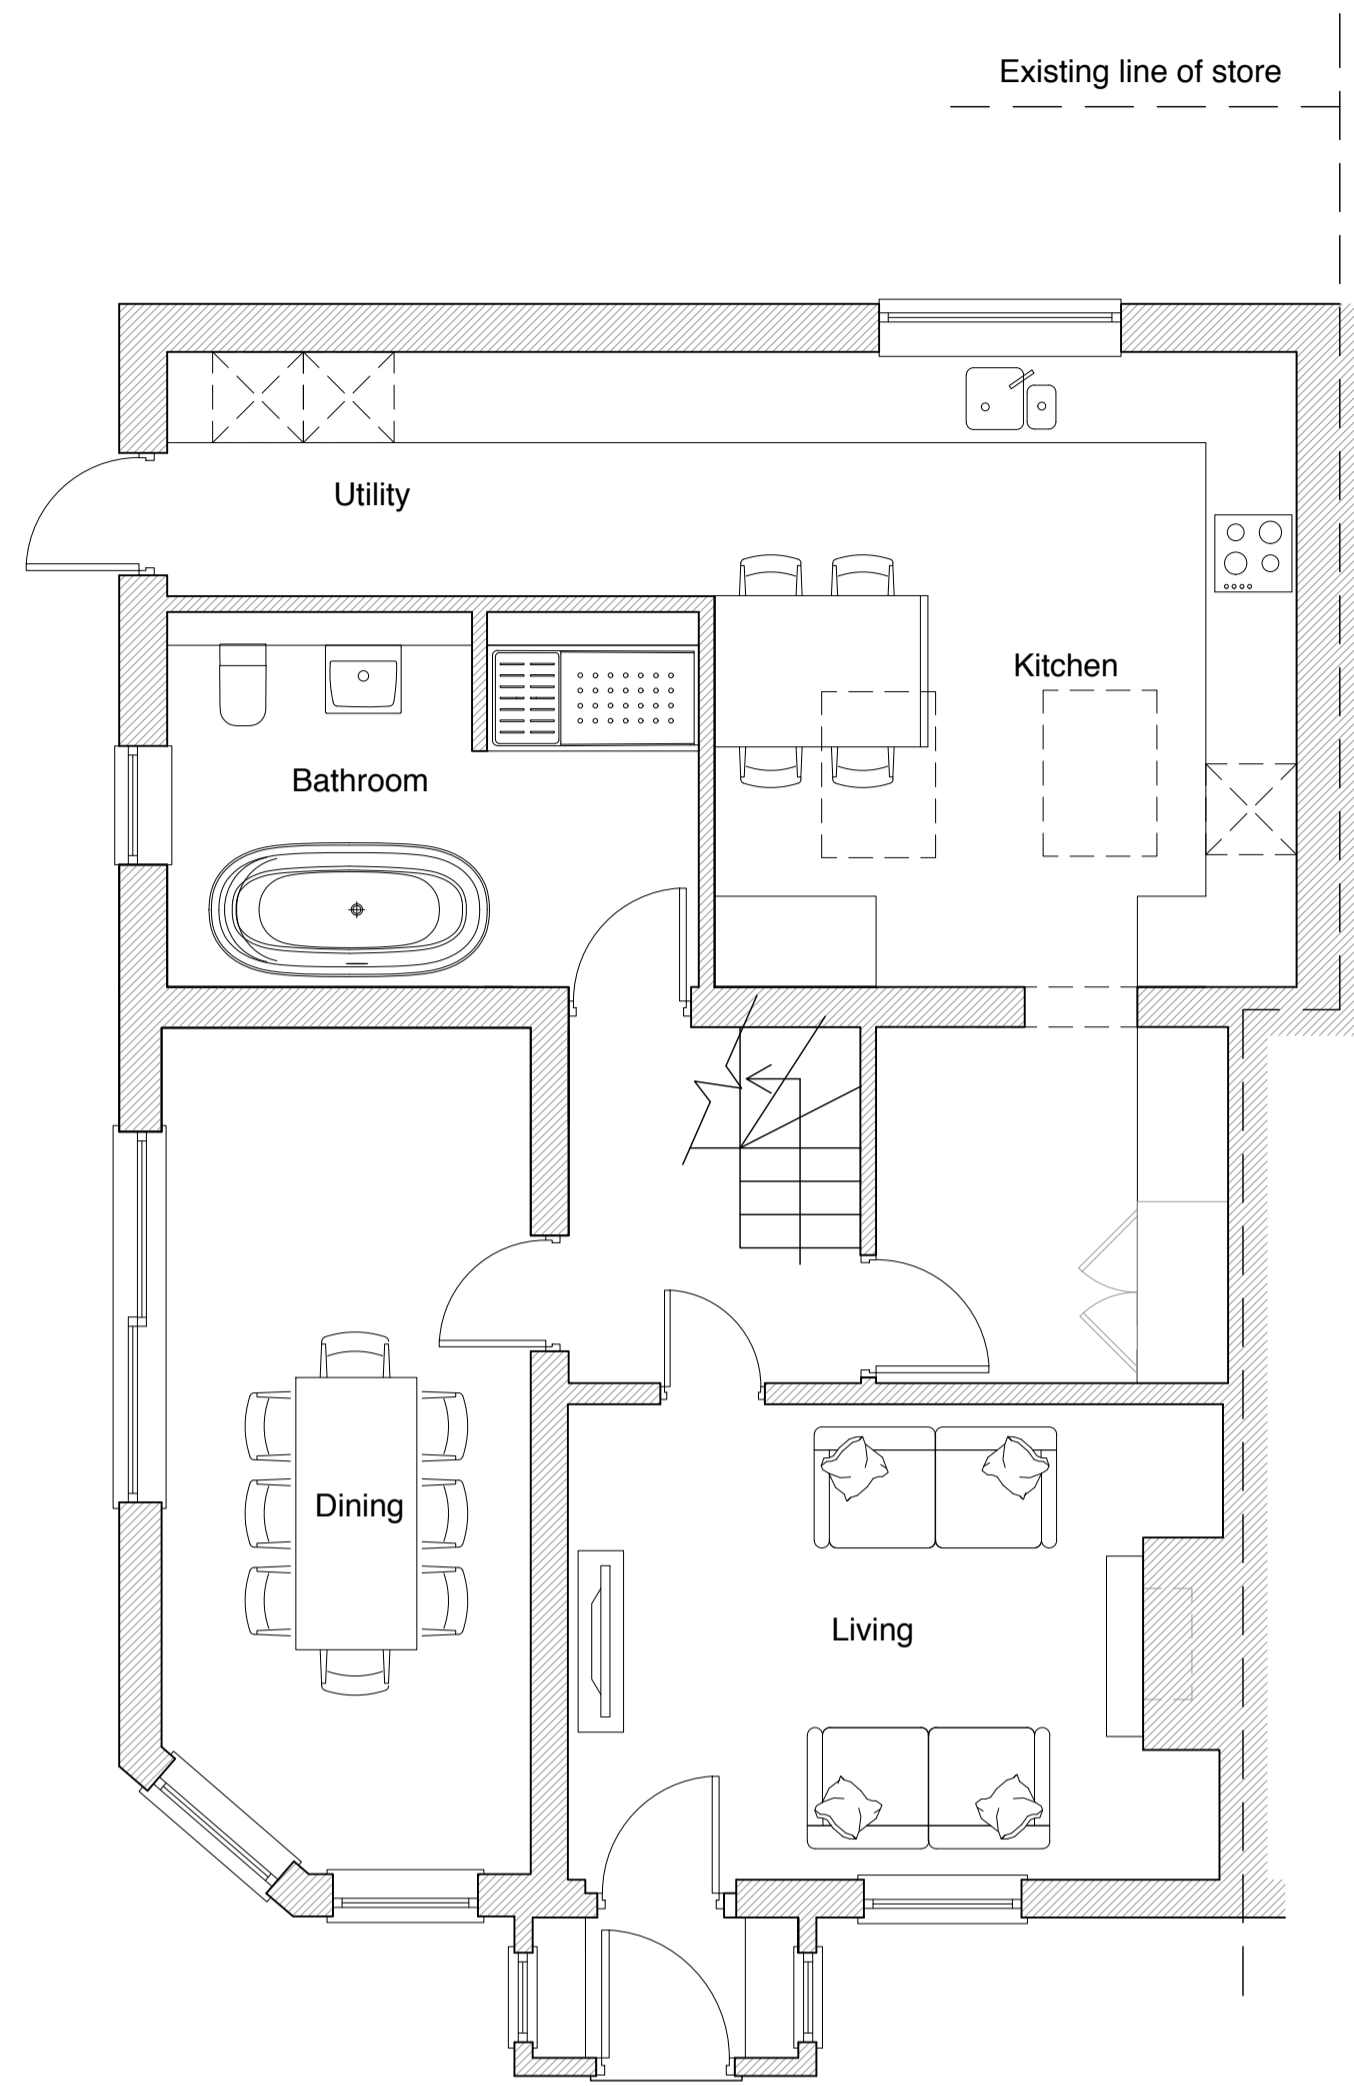 Existing line of store
Utility
Kitchen
Bathroom
Dining
Living